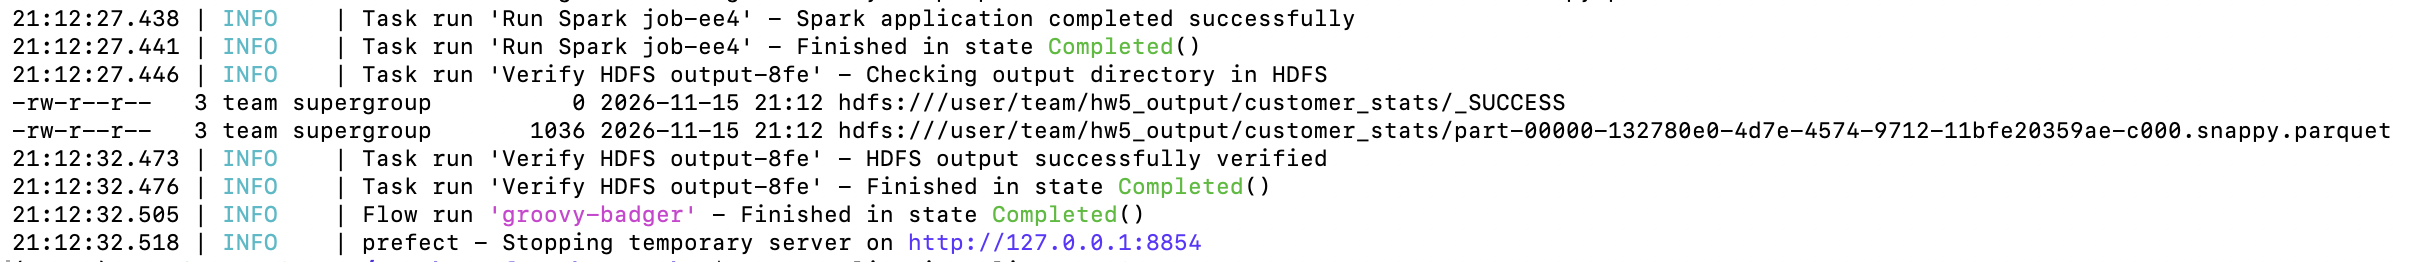 21:12:27.438 | INFO    | Task run 'Run Spark job-ee4' - Spark application completed successfully
21:12:27.441 | INFO    | Task run 'Run Spark job-ee4' - Finished in state Completed()
21:12:27.446 | INFO    | Task run 'Verify HDFS output-8fe' - Checking output directory in HDFS
-rw-r--r--   3 team supergroup          0 2026-11-15 21:12 hdfs:///user/team/hw5_output/customer_stats/_SUCCESS
-rw-r--r--   3 team supergroup       1036 2026-11-15 21:12 hdfs:///user/team/hw5_output/customer_stats/part-00000-132780e0-4d7e-4574-9712-11bfe20359ae-c000.snappy.parquet
21:12:32.473 | INFO    | Task run 'Verify HDFS output-8fe' - HDFS output successfully verified
21:12:32.476 | INFO    | Task run 'Verify HDFS output-8fe' - Finished in state Completed()
21:12:32.505 | INFO    | Flow run 'groovy-badger' - Finished in state Completed()
21:12:32.518 | INFO    | prefect - Stopping temporary server on http://127.0.0.1:8854